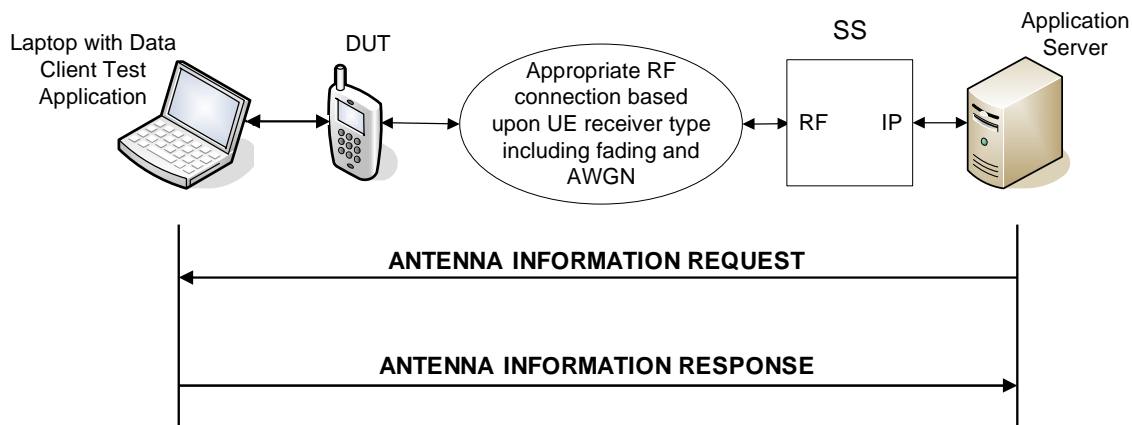 Laptop with Data
Client Test
Application
DUT
Appropriate RF
connection based
upon UE receiver type
including fading and
AWGN
SS
RF
IP
Application
Server
ANTENNA INFORMATION REQUEST
ANTENNA INFORMATION RESPONSE